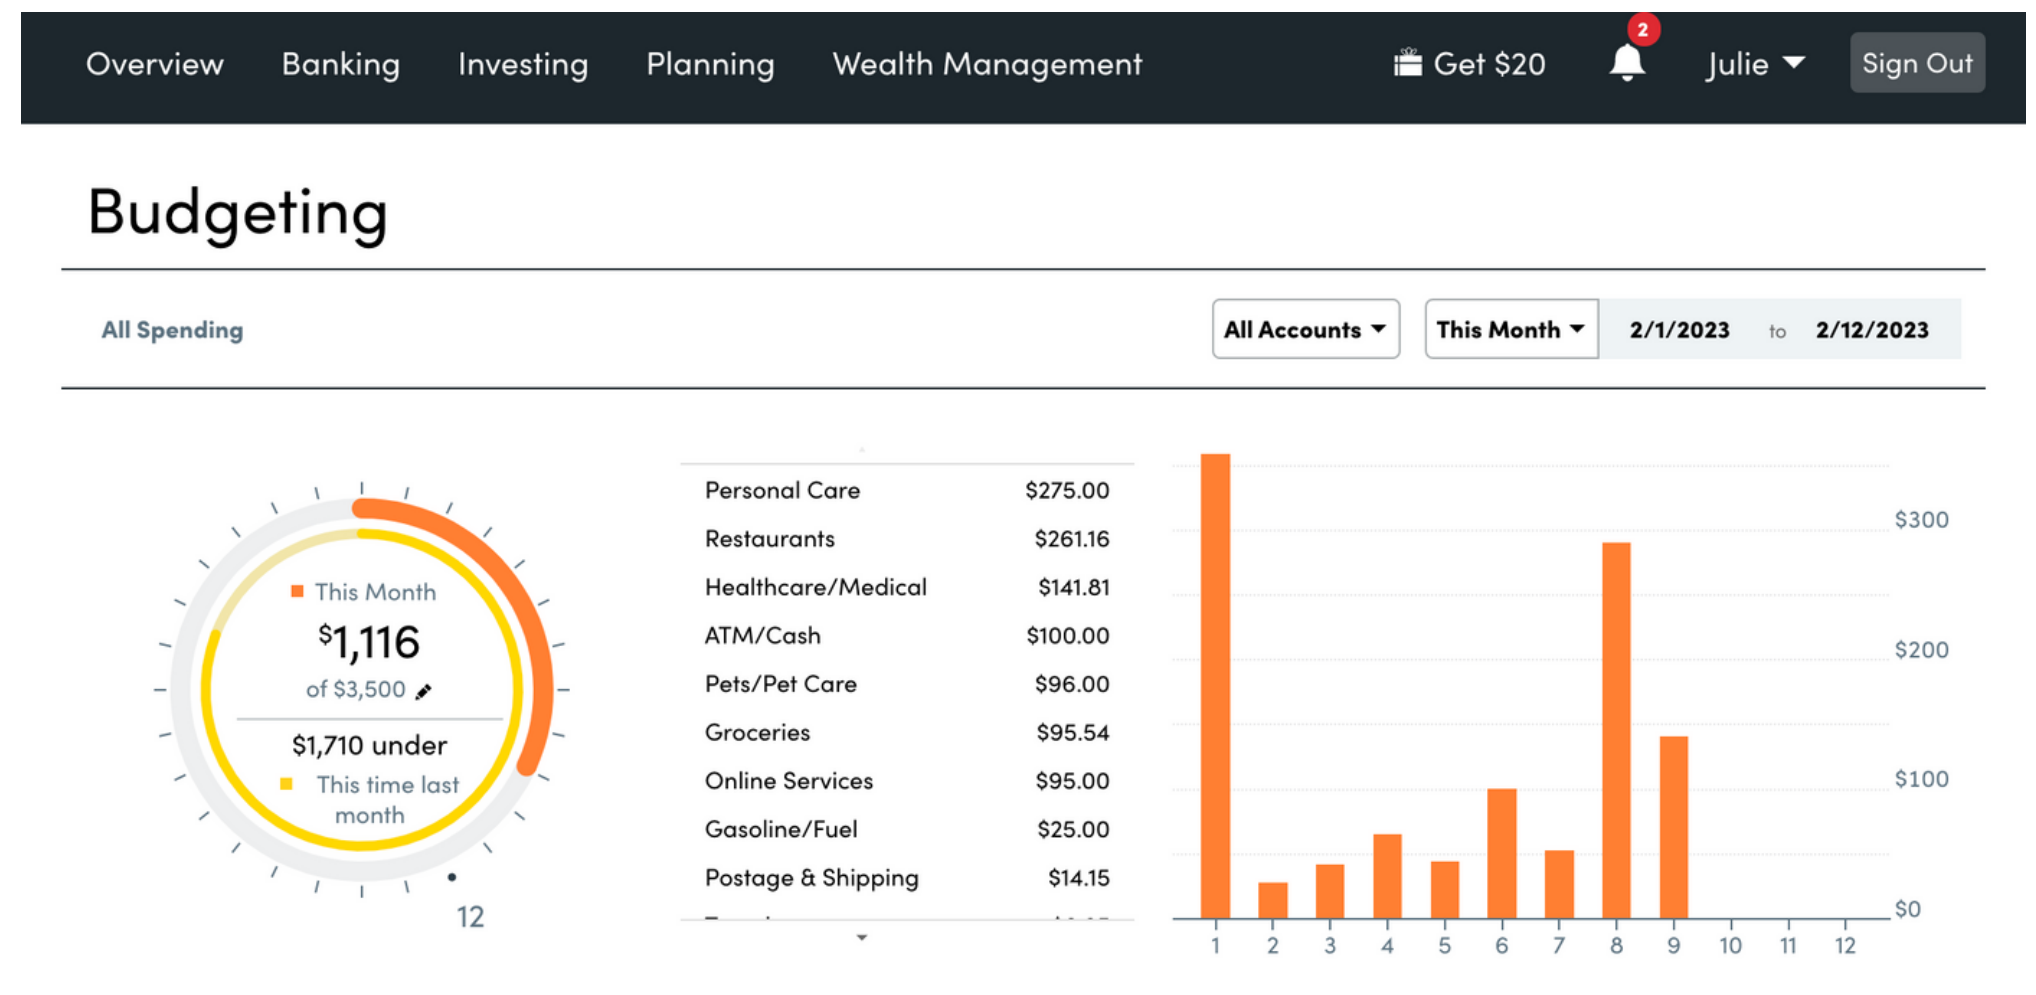 Overview Banking Investing Planning Wealth Management Get $20 2 Julie Sign Out
Budgeting
All Spending All Accounts This Month 2/1/2023 to 2/12/2023
This Month
$1,116
of $3,500
$1,710 under
This time last
month
12
Personal Care $275.00
Restaurants $261.16
Healthcare/Medical $141.81
ATM/Cash $100.00
Pets/Pet Care $96.00
Groceries $95.54
Online Services $95.00
Gasoline/Fuel $25.00
Postage & Shipping $14.15
$300
$200
$100
$0
1 2 3 4 5 6 7 8 9 10 11 12